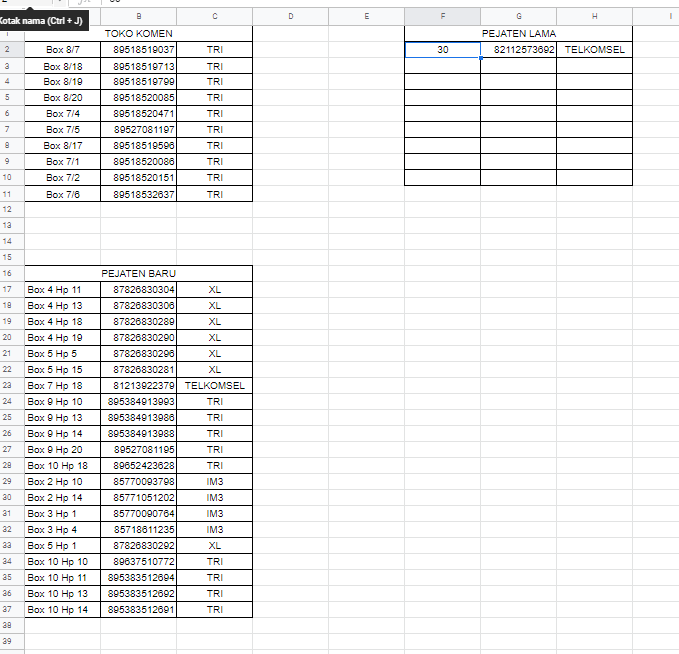 Kotak nama (Ctrl + J)
A B C D E F G H I
1 TOKO KOMEN PEJATEN LAMA
2 Box 8/7 89518519037 TRI 30 82112573692 TELKOMSEL
3 Box 8/18 89518519713 TRI
4 Box 8/19 89518519799 TRI
5 Box 8/20 89518520085 TRI
6 Box 7/4 89518520471 TRI
7 Box 7/5 89527081197 TRI
8 Box 8/17 89518519596 TRI
9 Box 7/1 89518520086 TRI
10 Box 7/2 89518520151 TRI
11 Box 7/6 89518532637 TRI
12
13
14
15
16 PEJATEN BARU
17 Box 4 Hp 11 87826830304 XL
18 Box 4 Hp 13 87826830306 XL
19 Box 4 Hp 18 87826830289 XL
20 Box 4 Hp 19 87826830290 XL
21 Box 5 Hp 5 87826830296 XL
22 Box 5 Hp 15 87826830281 XL
23 Box 7 Hp 18 81213922379 TELKOMSEL
24 Box 9 Hp 10 895384913993 TRI
25 Box 9 Hp 13 895384913986 TRI
26 Box 9 Hp 14 895384913988 TRI
27 Box 9 Hp 20 89527081195 TRI
28 Box 10 Hp 18 89652423628 TRI
29 Box 2 Hp 10 85770093798 IM3
30 Box 2 Hp 14 85771051202 IM3
31 Box 3 Hp 1 85770090764 IM3
32 Box 3 Hp 4 85718611235 IM3
33 Box 5 Hp 1 87826830292 XL
34 Box 10 Hp 10 89637510772 TRI
35 Box 10 Hp 11 895383512694 TRI
36 Box 10 Hp 13 895383512692 TRI
37 Box 10 Hp 14 895383512691 TRI
38
39